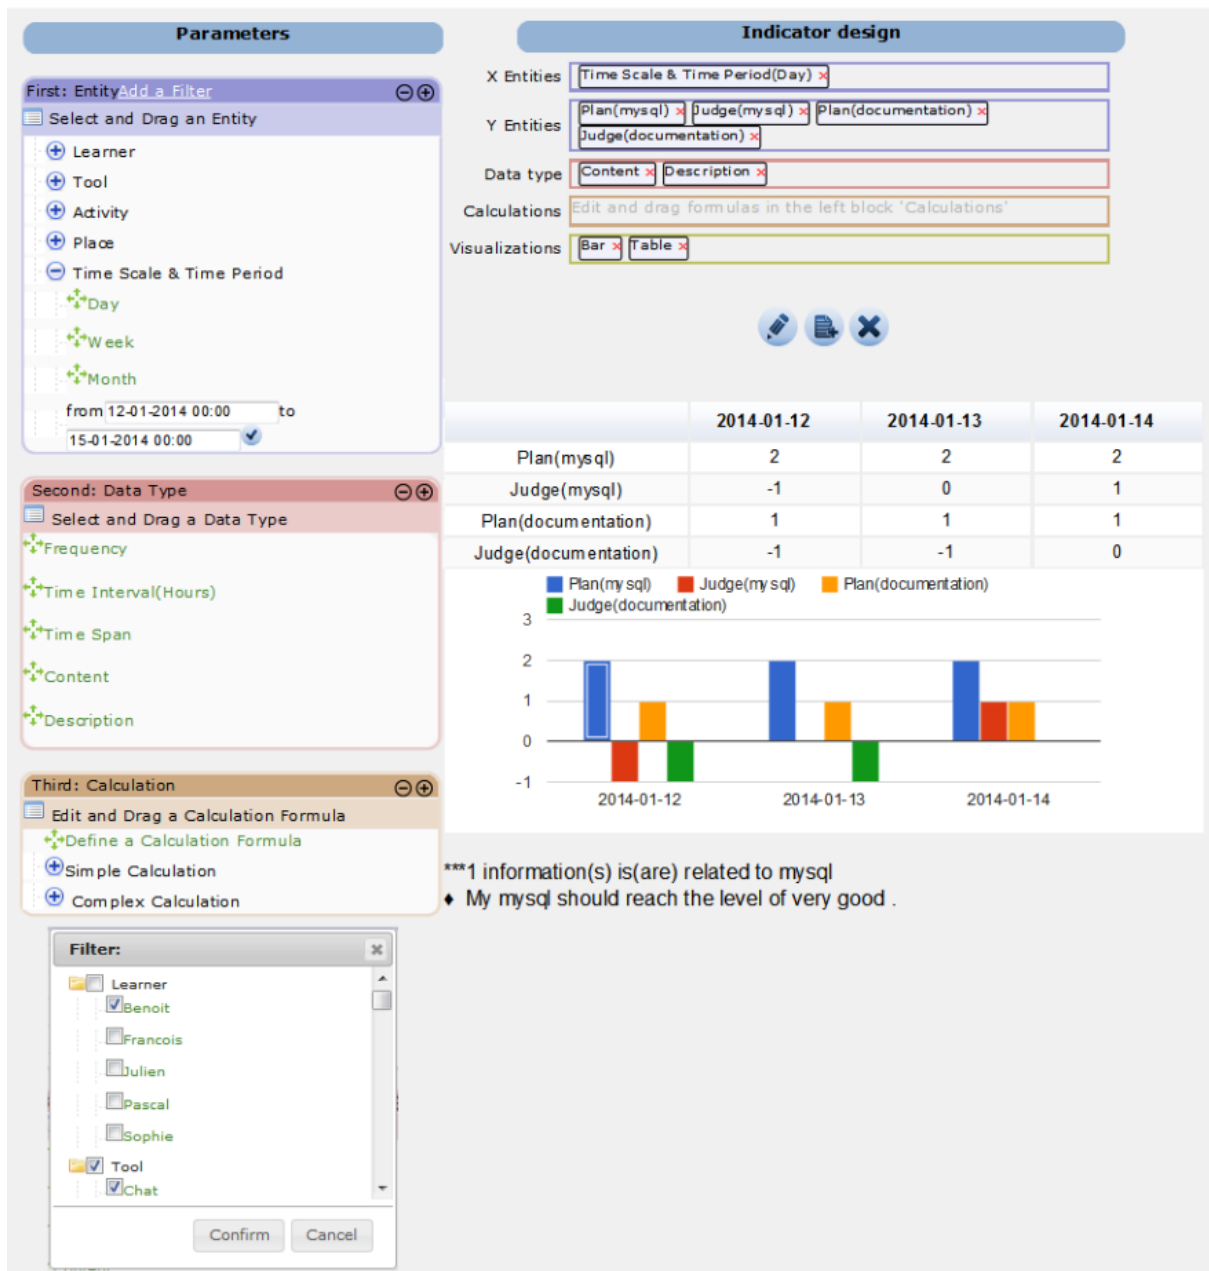 Parameters
First: EntityAdd a Filter
Select and Drag an Entity
Learner
Tool
Activity
Place
Time Scale & Time Period
Day
Week
Month
from 12-01-2014 00:00 to
15-01-2014 00:00
Second: Data Type
Select and Drag a Data Type
Frequency
Time Interval(Hours)
Time Span
Content
Description
Third: Calculation
Edit and Drag a Calculation Formula
Define a Calculation Formula
Simple Calculation
Complex Calculation
Filter:
Learner
Benoit
Francois
Julien
Pascal
Sophie
Tool
Chat
Confirm Cancel
Indicator design
X Entities Time Scale & Time Period(Day) x
Y Entities Plan(mysql) x Judge(mysql) x Plan(documentation) x
Judge(documentation) x
Data type Content x Description x
Calculations Edit and drag formulas in the left block 'Calculations'
Visualizations Bar x Table x
2014-01-12 2014-01-13 2014-01-14
Plan(mysql) 2 2 2
Judge(mysql) -1 0 1
Plan(documentation) 1 1 1
Judge(documentation) -1 -1 0
Plan(mysql) Judge(mysql) Plan(documentation)
Judge(documentation)
3
2
1
0
-1
2014-01-12 2014-01-13 2014-01-14
***1 information(s) is(are) related to mysql
♦ My mysql should reach the level of very good .